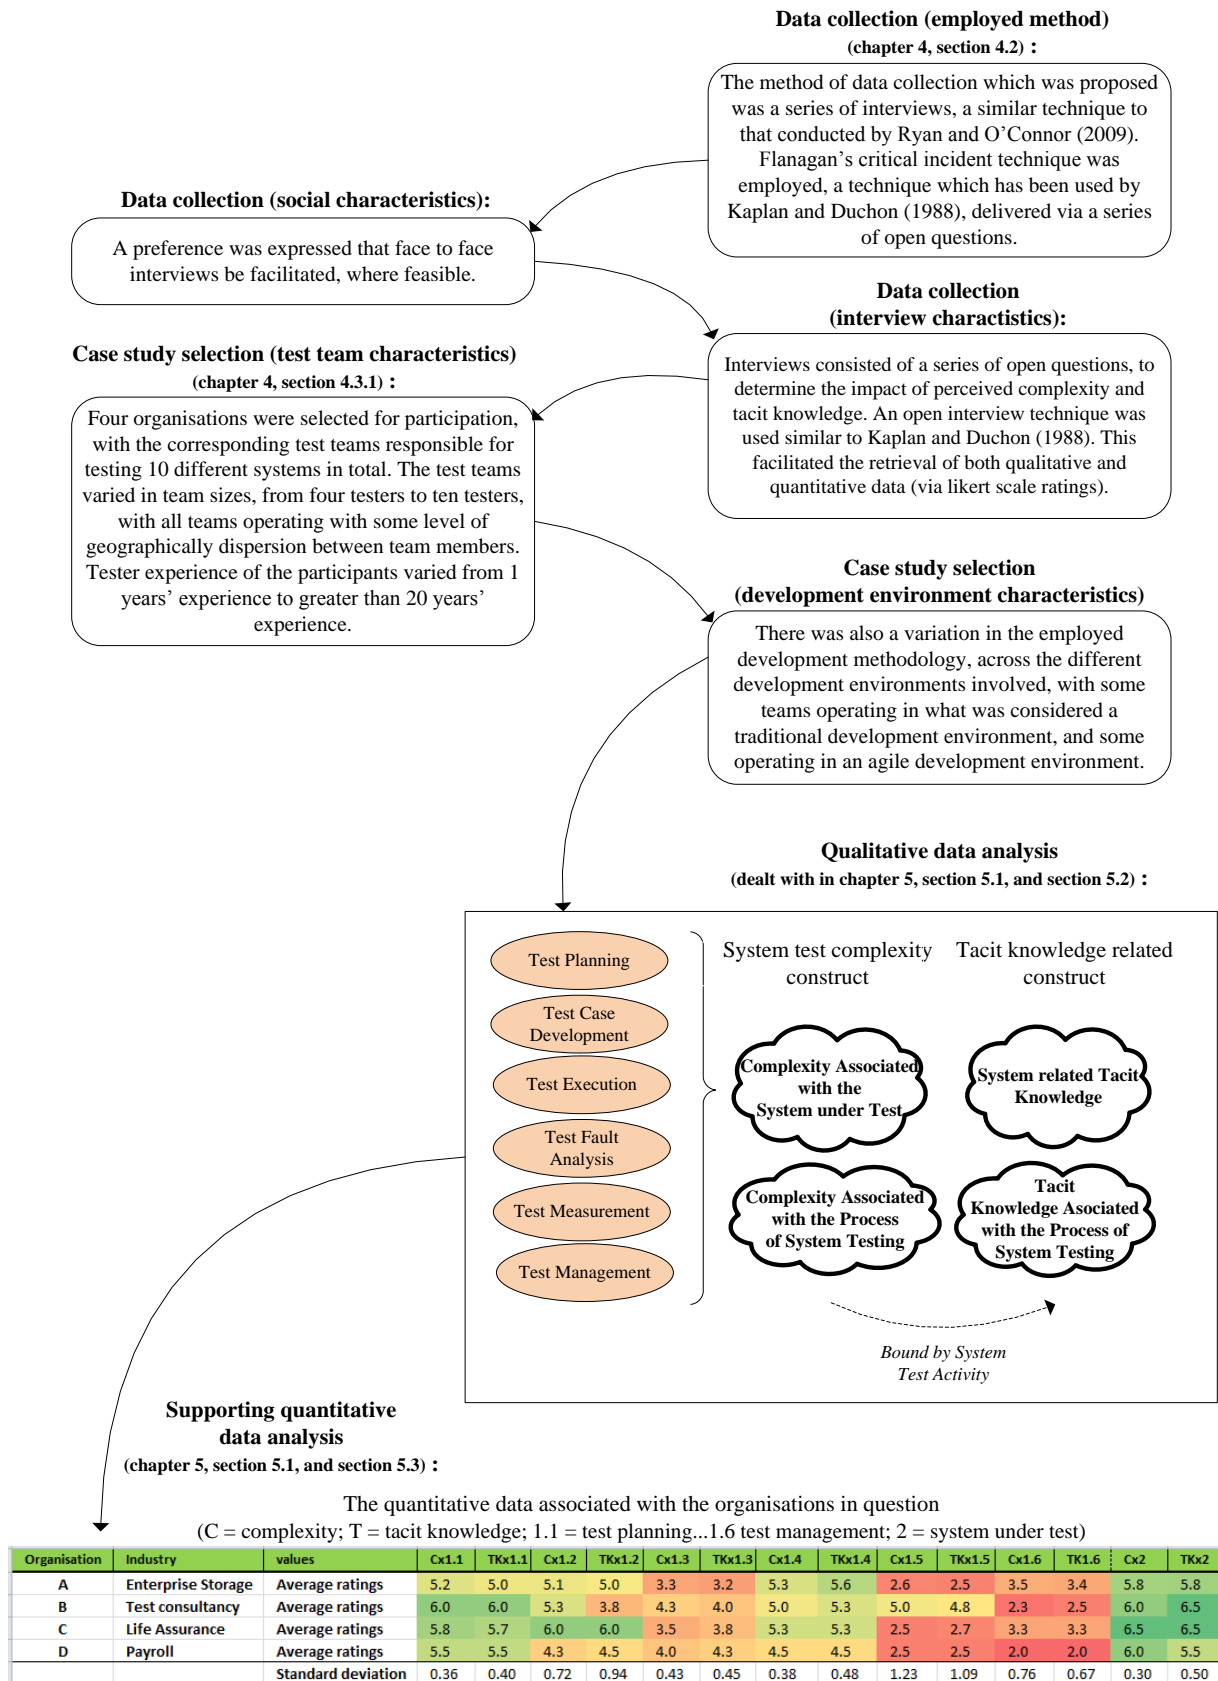 Data collection (employed method)
(chapter 4, section 4.2) :
The method of data collection which was proposed
was a series of interviews, a similar technique to
that conducted by Ryan and O’Connor (2009).
Flanagan’s critical incident technique was
employed, a technique which has been used by
Kaplan and Duchon (1988), delivered via a series
of open questions.
Data collection (social characteristics):
A preference was expressed that face to face
interviews be facilitated, where feasible.
Data collection
(interview charactistics):
Interviews consisted of a series of open questions, to
determine the impact of perceived complexity and
tacit knowledge. An open interview technique was
used similar to Kaplan and Duchon (1988). This
facilitated the retrieval of both qualitative and
quantitative data (via likert scale ratings).
Case study selection (test team characteristics)
(chapter 4, section 4.3.1) :
Four organisations were selected for participation,
with the corresponding test teams responsible for
testing 10 different systems in total. The test teams
varied in team sizes, from four testers to ten testers,
with all teams operating with some level of
geographically dispersion between team members.
Tester experience of the participants varied from 1
years’ experience to greater than 20 years’
experience.
Case study selection
(development environment characteristics)
There was also a variation in the employed
development methodology, across the different
development environments involved, with some
teams operating in what was considered a
traditional development environment, and some
operating in an agile development environment.
Qualitative data analysis
(dealt with in chapter 5, section 5.1, and section 5.2) :
Test Planning
Test Case
Development
Test Execution
Test Fault
Analysis
Test Measurement
Test Management
System test complexity
construct
Tacit knowledge related
construct
Complexity Associated
with the
System under Test
System related Tacit
Knowledge
Complexity Associated
with the Process
of System Testing
Tacit
Knowledge Asociated
with the Process of
System Testing
Bound by System
Test Activity
Supporting quantitative
data analysis
(chapter 5, section 5.1, and section 5.3) :
The quantitative data associated with the organisations in question
(C = complexity; T = tacit knowledge; 1.1 = test planning...1.6 test management; 2 = system under test)
Organisation Industry values Cx1.1 TKx1.1 Cx1.2 TKx1.2 Cx1.3 TKx1.3 Cx1.4 TKx1.4 Cx1.5 TKx1.5 Cx1.6 TK1.6 Cx2 TKx2
A Enterprise Storage Average ratings 5.2 5.0 5.1 5.0 3.3 3.2 5.3 5.6 2.6 2.5 3.5 3.4 5.8 5.8
B Test consultancy Average ratings 6.0 6.0 5.3 3.8 4.3 4.0 5.0 5.3 5.0 4.8 2.3 2.5 6.0 6.5
C Life Assurance Average ratings 5.8 5.7 6.0 6.0 3.5 3.8 5.3 5.3 2.5 2.7 3.3 3.3 6.5 6.5
D Payroll Average ratings 5.5 5.5 4.3 4.5 4.0 4.3 4.5 4.5 2.5 2.5 2.0 2.0 6.0 5.5
Standard deviation 0.36 0.40 0.72 0.94 0.43 0.45 0.38 0.48 1.23 1.09 0.76 0.67 0.30 0.50